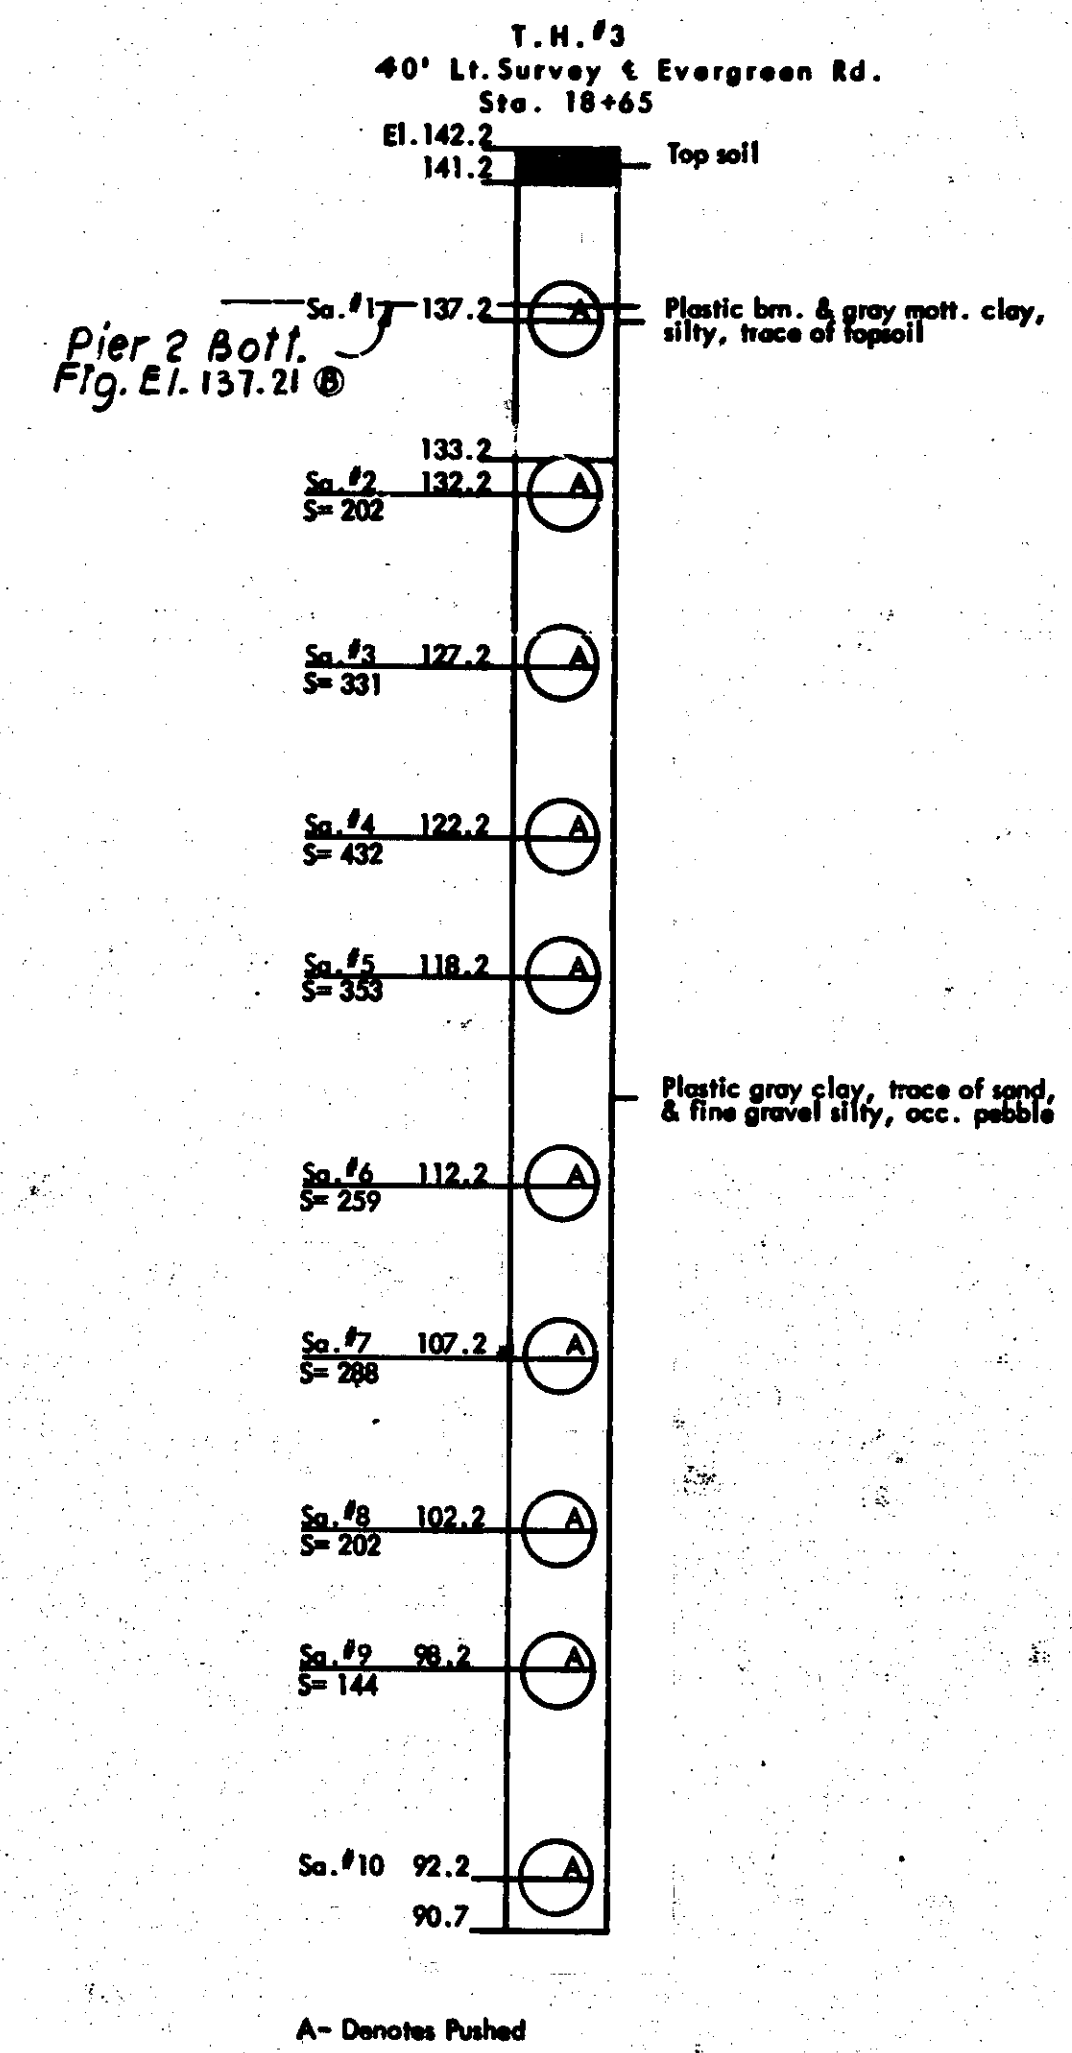 T.H.#3
40' Lt. Survey ℄ Evergreen Rd.
Sta. 18+65
El. 142.2
141.2
Top soil
Sa.#1 137.2
Plastic brn. & gray mott. clay,
silty, trace of topsoil
Pier 2 Bott.
Ftg. El. 137.21 Ⓑ
133.2
Sa.#2 132.2
S= 202
Sa.#3 127.2
S= 331
Sa.#4 122.2
S= 432
Sa.#5 118.2
S= 353
Plastic gray clay, trace of sand,
& fine gravel silty, occ. pebble
Sa.#6 112.2
S= 259
Sa.#7 107.2
S= 288
Sa.#8 102.2
S= 202
Sa.#9 98.2
S= 144
Sa.#10 92.2
90.7
A
A
A
A
A
A
A
A
A
A
A- Denotes Pushed